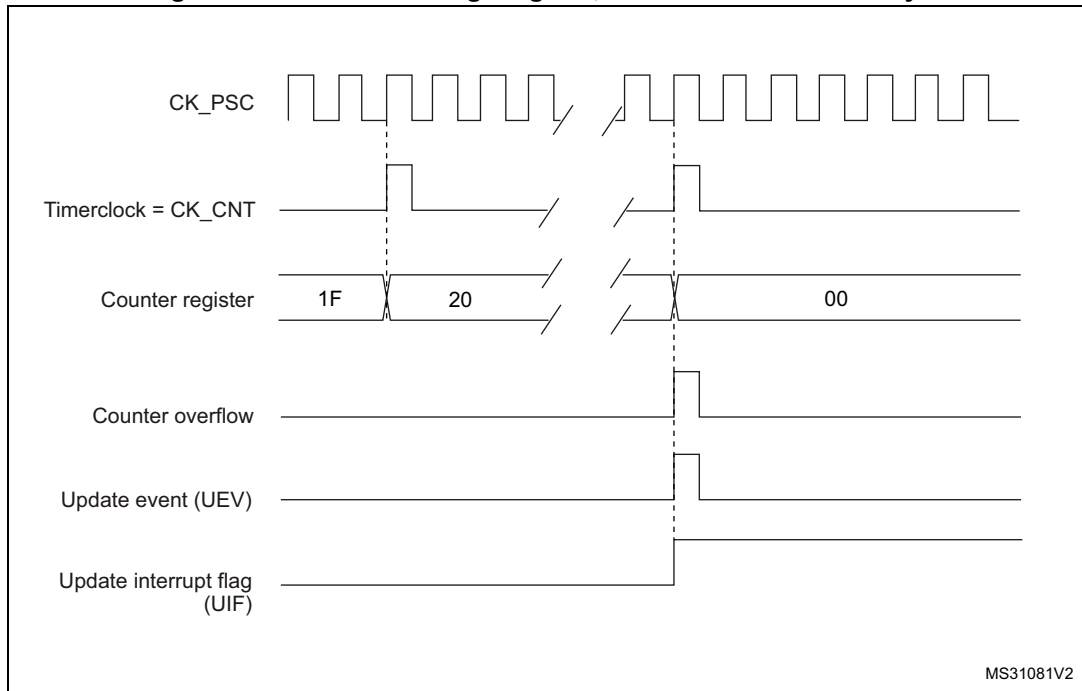 CK_PSC
Timerclock = CK_CNT
Counter register
1F
20
00
Counter overflow
Update event (UEV)
Update interrupt flag
(UIF)
MS31081V2